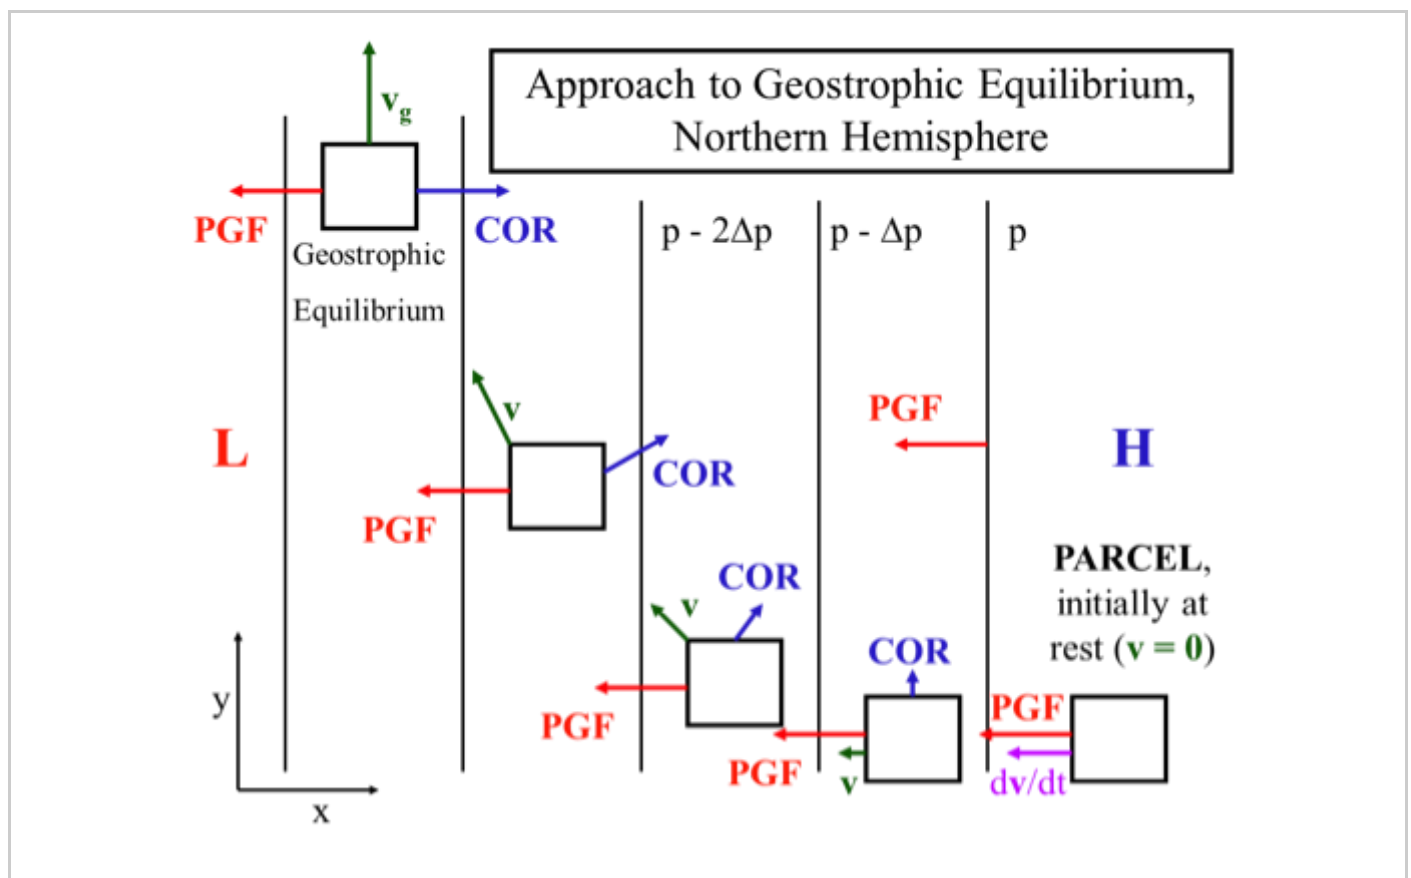 Approach to Geostrophic Equilibrium,
Northern Hemisphere
v_g
PGF
COR
Geostrophic
Equilibrium
p - 2Δp
p - Δp
p
v
PGF
L
COR
PGF
H
PARCEL,
initially at
rest (v = 0)
COR
v
PGF
COR
PGF
v
PGF
dv/dt
y
x